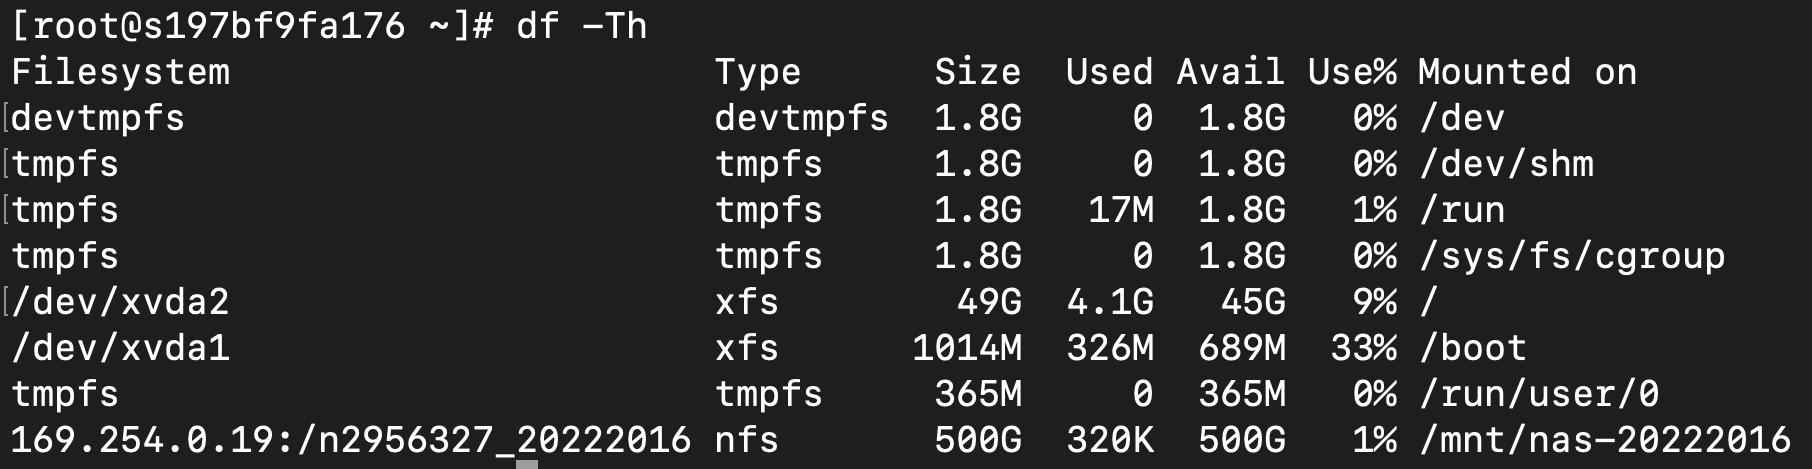 [root@s197bf9fa176 ~]# df -Th
Filesystem                         Type      Size  Used Avail Use% Mounted on
devtmpfs                           devtmpfs  1.8G     0  1.8G   0% /dev
tmpfs                              tmpfs     1.8G     0  1.8G   0% /dev/shm
tmpfs                              tmpfs     1.8G   17M  1.8G   1% /run
tmpfs                              tmpfs     1.8G     0  1.8G   0% /sys/fs/cgroup
/dev/xvda2                         xfs        49G  4.1G   45G   9% /
/dev/xvda1                         xfs      1014M  326M  689M  33% /boot
tmpfs                              tmpfs     365M     0  365M   0% /run/user/0
169.254.0.19:/n2956327_20222016 nfs       500G  320K  500G   1% /mnt/nas-20222016